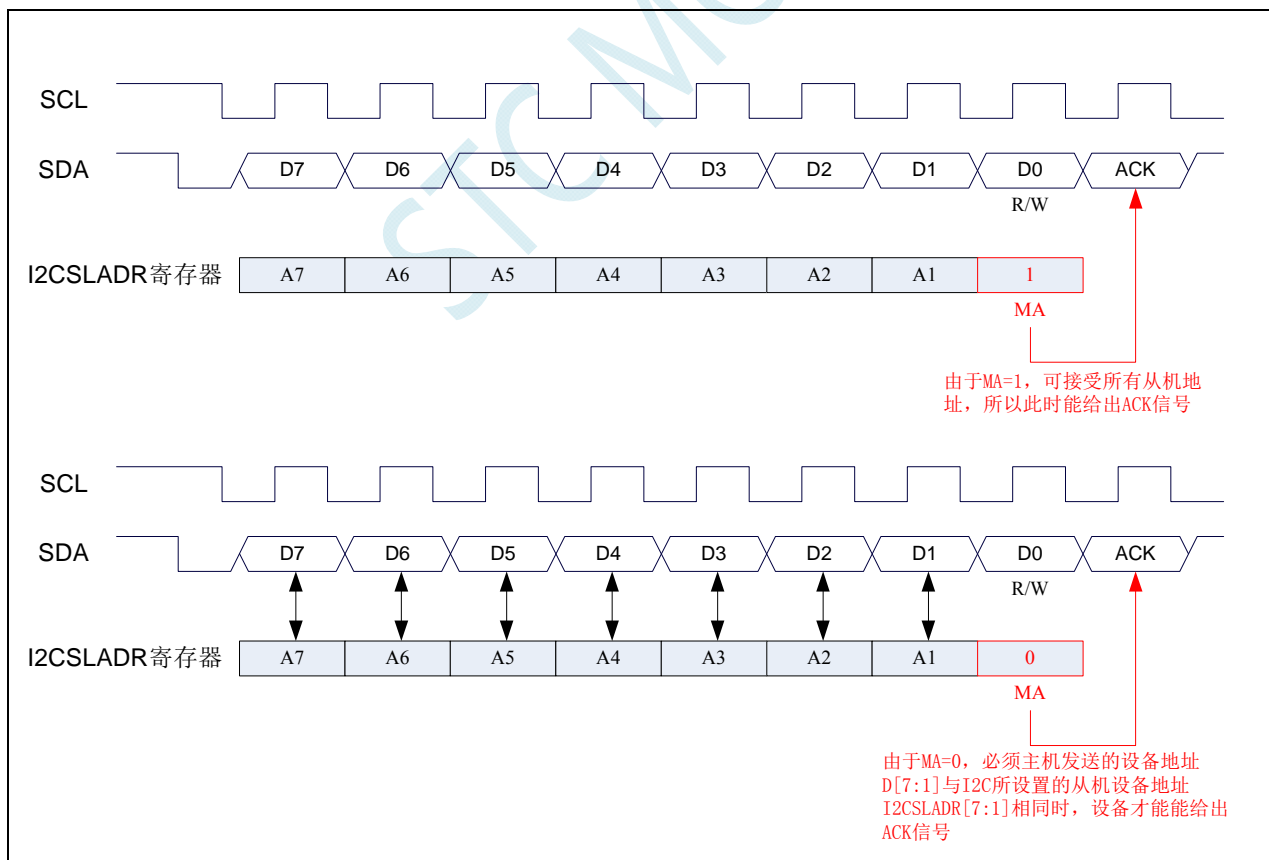 STC MC
SCL
SDA D7 D6 D5 D4 D3 D2 D1 D0 ACK
R/W
I2CSLADR寄存器 A7 A6 A5 A4 A3 A2 A1 1
MA
由于MA=1，可接受所有从机地
址，所以此时能给出ACK信号
SCL
SDA D7 D6 D5 D4 D3 D2 D1 D0 ACK
R/W
I2CSLADR寄存器 A7 A6 A5 A4 A3 A2 A1 0
MA
由于MA=0，必须主机发送的设备地址
D[7:1]与I2C所设置的从机设备地址
I2CSLADR[7:1]相同时，设备才能能给出
ACK信号